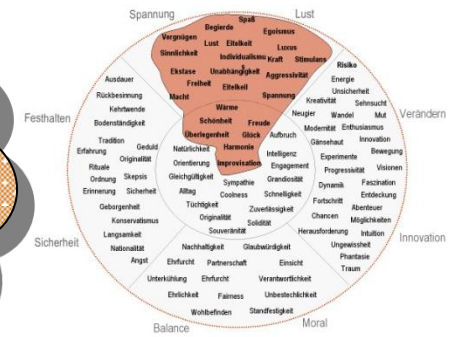 Spannung
Lust
Spaß
Begierde
Egoismus
Vergnügen
Lust
Eitelkeit
Luxus
Sinnlichkeit
Individualismus
Kraft
Stimulans
Ekstase
Unabhängigkeit
Aggressivität
Freiheit
Eitelkeit
Macht
Spannung
Risiko
Energie
Unsicherheit
Sehnsucht
Kreativität
Neugier
Wandel
Mut
Verändern
Modernität
Enthusiasmus
Gänsehaut
Innovation
Bewegung
Experimente
Progressivität
Visionen
Dynamik
Faszination
Entdeckung
Fortschritt
Abenteuer
Chancen
Möglichkeiten
Herausforderung
Intuition
Innovation
Ungewissheit
Phantasie
Traum
Ausdauer
Rückbesinnung
Kehrtwende
Festhalten
Bodenständigkeit
Tradition
Geduld
Erfahrung
Originalität
Rituale
Ordnung
Skepsis
Erinnerung
Sicherheit
Geborgenheit
Konservatismus
Sicherheit
Langsamkeit
Nationalität
Angst
Wärme
Schönheit
Freude
Überlegenheit
Glück
Aufbruch
Natürlichkeit
Harmonie
Orientierung
Improvisation
Intelligenz
Engagement
Gleichgültigkeit
Sympathie
Grandiosität
Alltag
Coolness
Schnelligkeit
Tüchtigkeit
Zuverlässigkeit
Originalität
Solidität
Souveränität
Nachhaltigkeit
Glaubwürdigkeit
Ehrfurcht
Partnerschaft
Einsicht
Unterkühlung
Ehrfurcht
Verantwortlichkeit
Ehrlichkeit
Fairness
Unbestechlichkeit
Wohlbefinden
Standfestigkeit
Balance
Moral